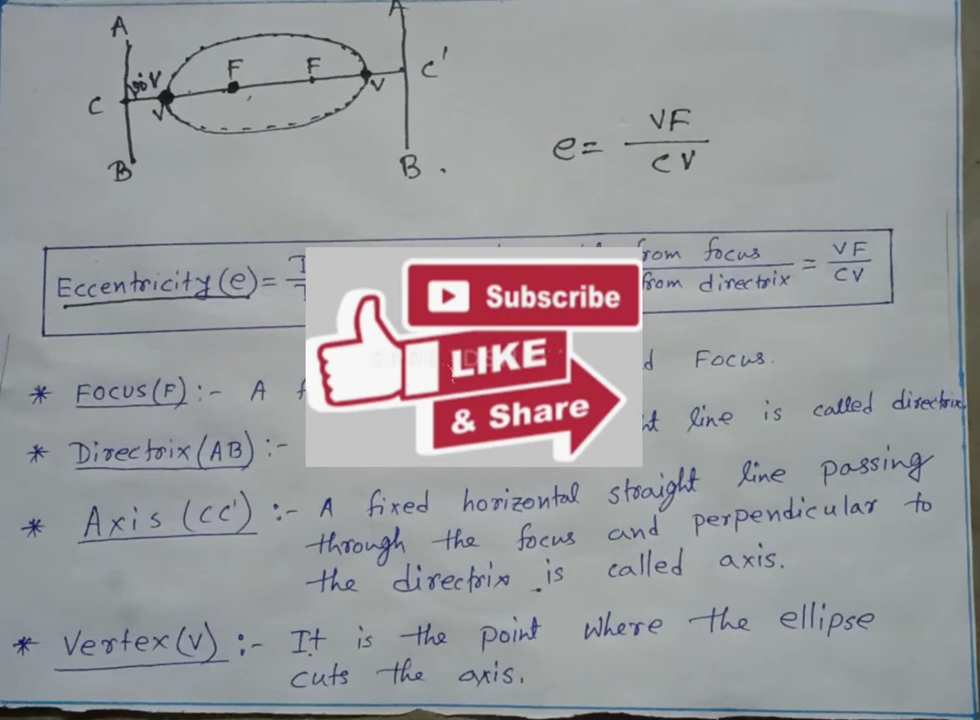 A
A
F
F
C
V
V
C'
B
B.
e= VF
CV
from focus
Eccentricity (e) = = VF
from directrix CV
Subscribe
LIKE
& Share
* FOCUS(F) :- A Focus.
* Directrix (AB) :- line is called directrix
* Axis (CC') :- A fixed horizontal straight line passing
through the focus and perpendicular to
the directrix is called axis.
* Vertex (V) :- It is the point where the ellipse
cuts the axis.